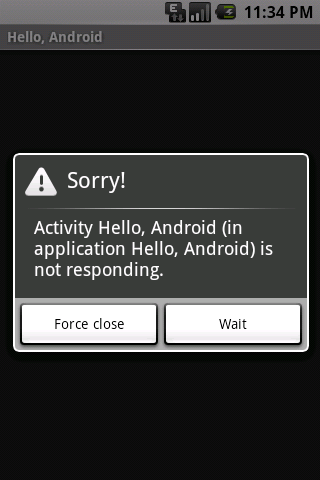 11:34 PM
Hello, Android
Sorry!
Activity Hello, Android (in
application Hello, Android) is
not responding.
Force close
Wait